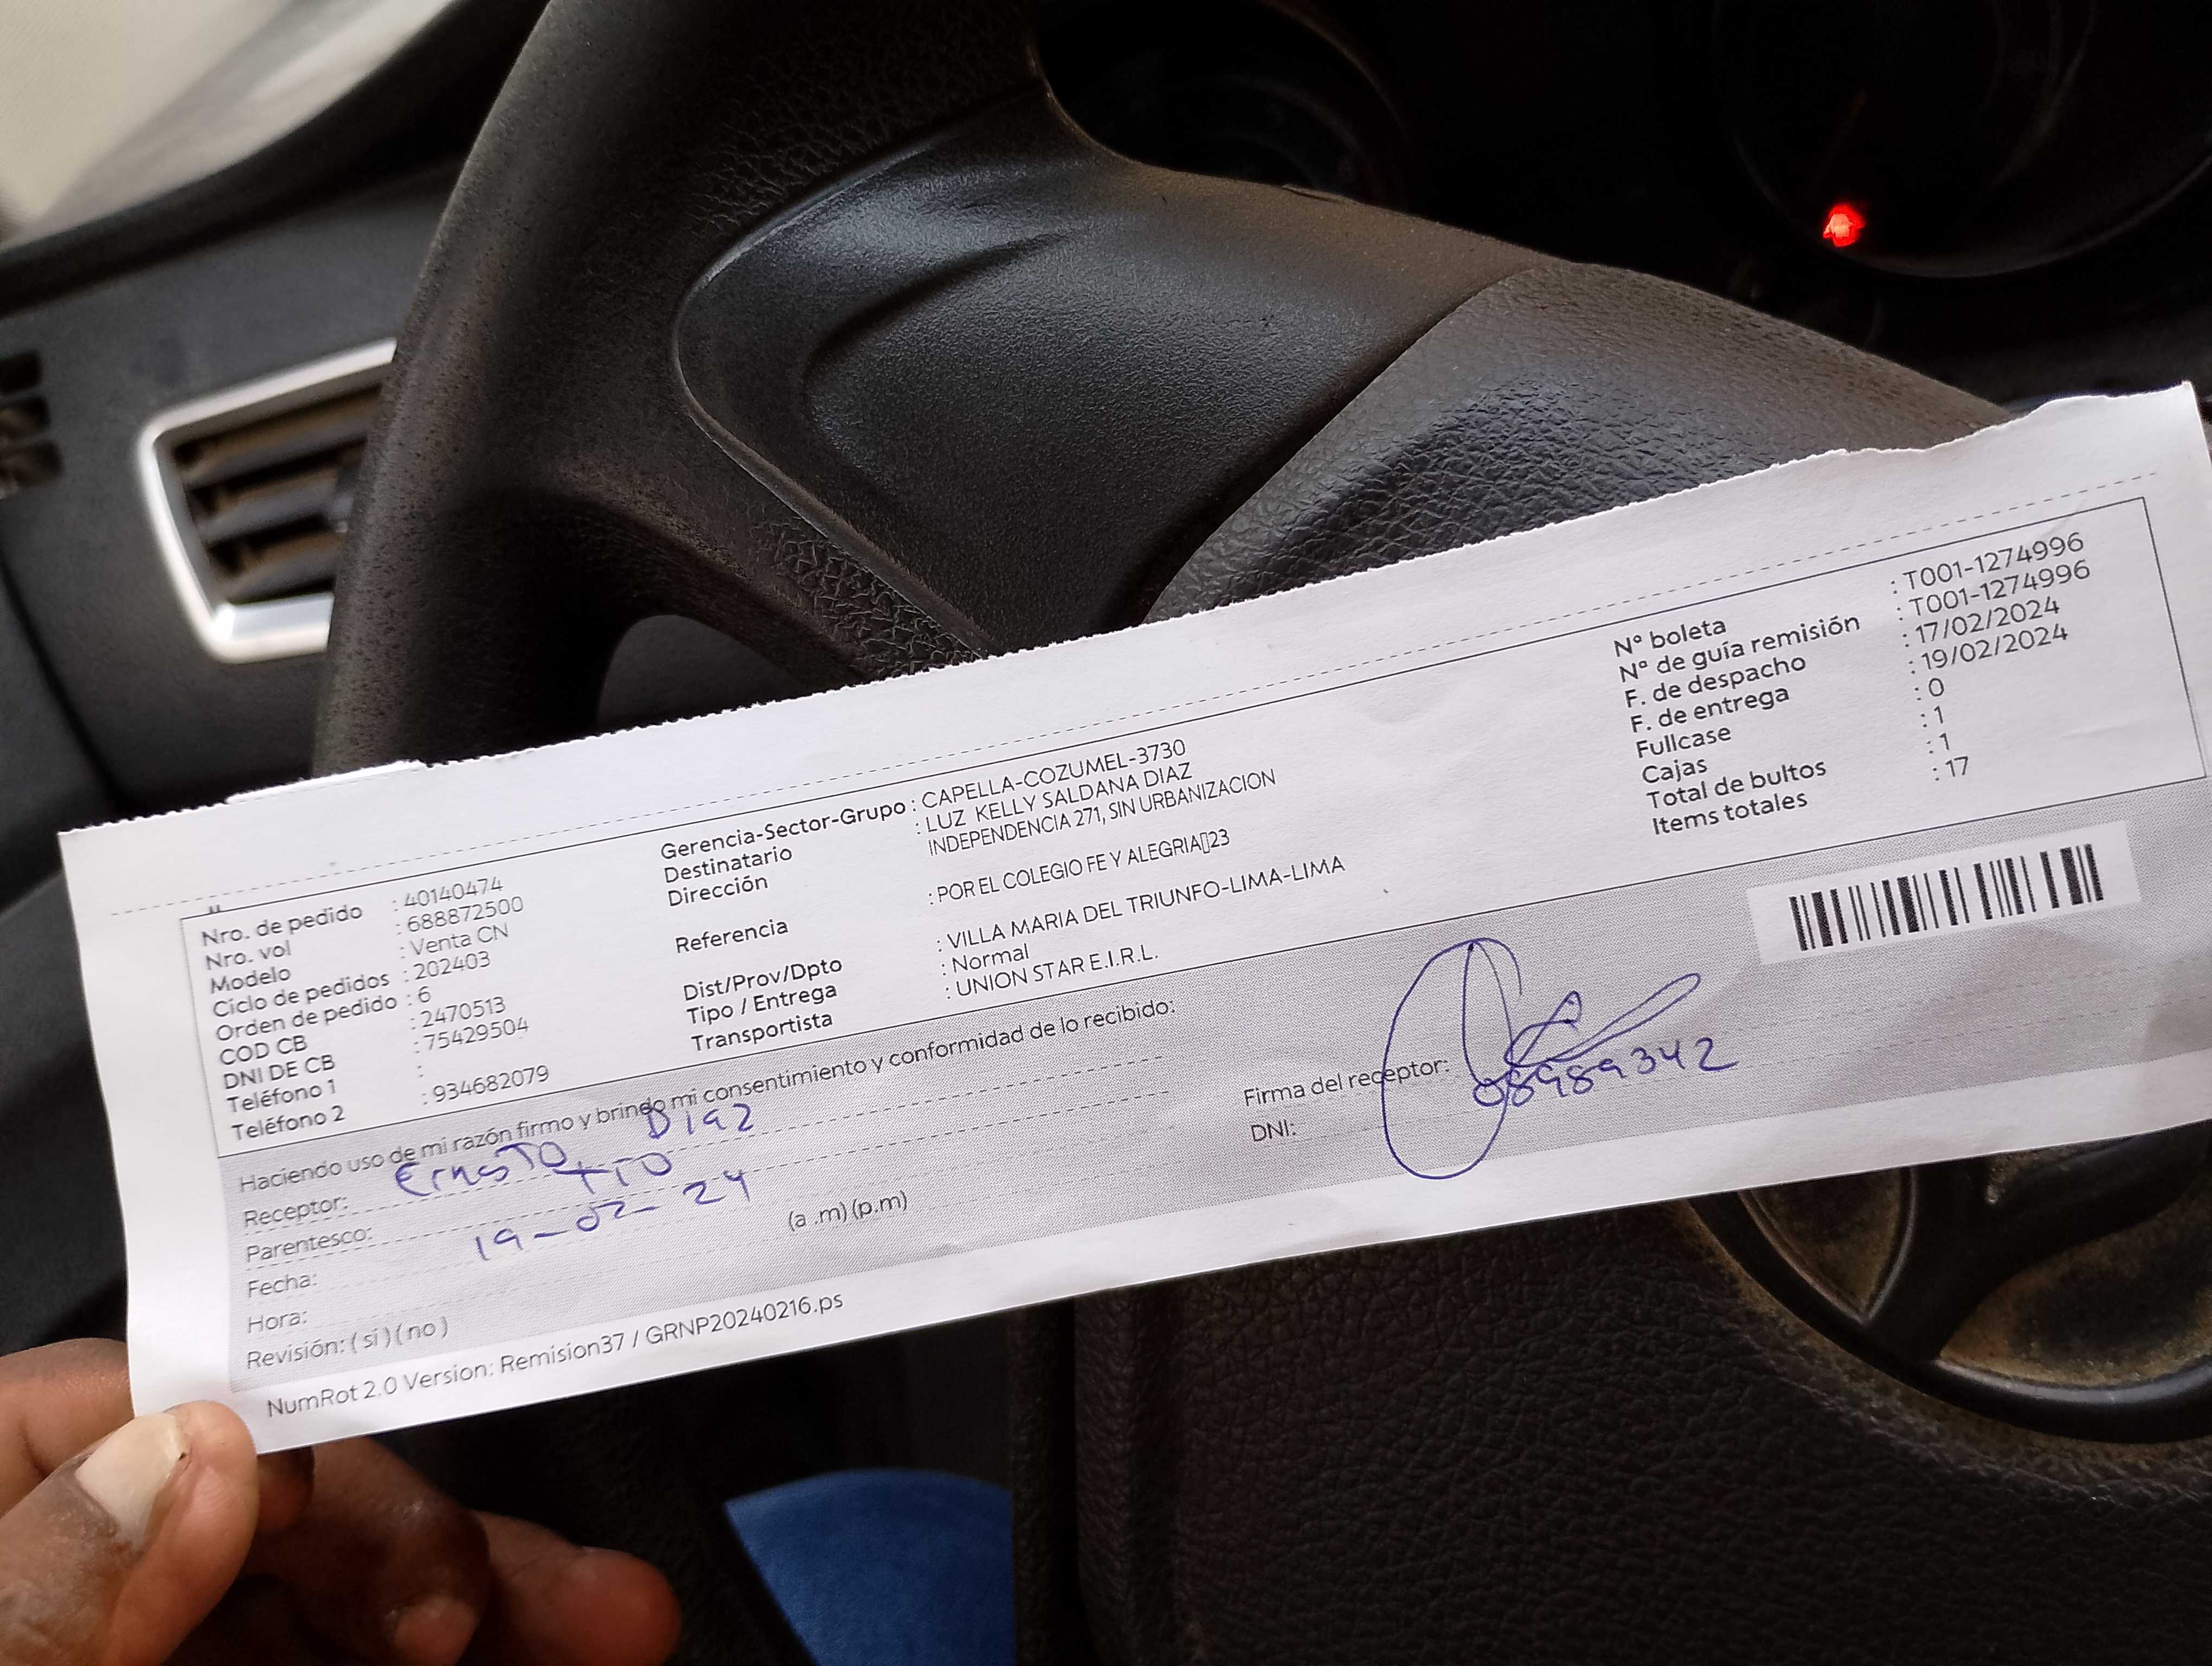 Nro. de pedido : 40140474
Nro. vol : 688872500
Modelo : Venta CN
Ciclo de pedidos : 202403
Orden de pedido : 6
COD CB : 2470513
DNI DE CB : 75429504
Teléfono 1 :
Teléfono 2 : 934682079
Gerencia-Sector-Grupo : CAPELLA-COZUMEL-3730
Destinatario : LUZ KELLY SALDANA DIAZ
Dirección INDEPENDENCIA 271, SIN URBANIZACION
Referencia : POR EL COLEGIO FE Y ALEGRIA▯23
Dist/Prov/Dpto : VILLA MARIA DEL TRIUNFO-LIMA-LIMA
Tipo / Entrega : Normal
Transportista : UNION STAR E.I.R.L.
N° boleta : T001-1274996
N° de guía remisión : T001-1274996
F. de despacho : 17/02/2024
F. de entrega : 19/02/2024
Fullcase : 0
Cajas : 1
Total de bultos : 1
Items totales : 17
Haciendo uso de mi razón firmo y brindo mi consentimiento y conformidad de lo recibido:
Receptor: Ernesto Diaz
Parentesco: tio
Fecha: 19-02-24
Hora: (a .m) (p.m)
Revisión: ( si ) ( no )
Firma del receptor:
DNI: 08989342
NumRot 2.0 Version: Remision37 / GRNP20240216.ps